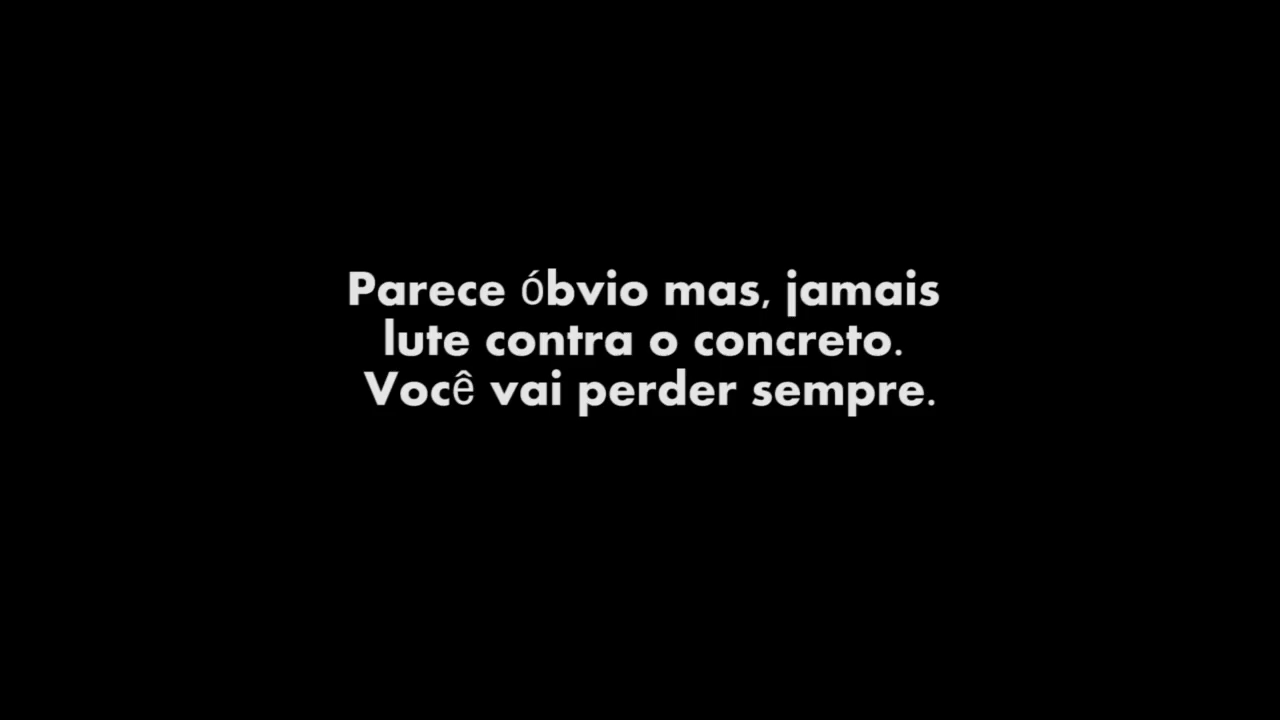 Parece óbvio mas, jamais
lute contra o concreto.
Você vai perder sempre.